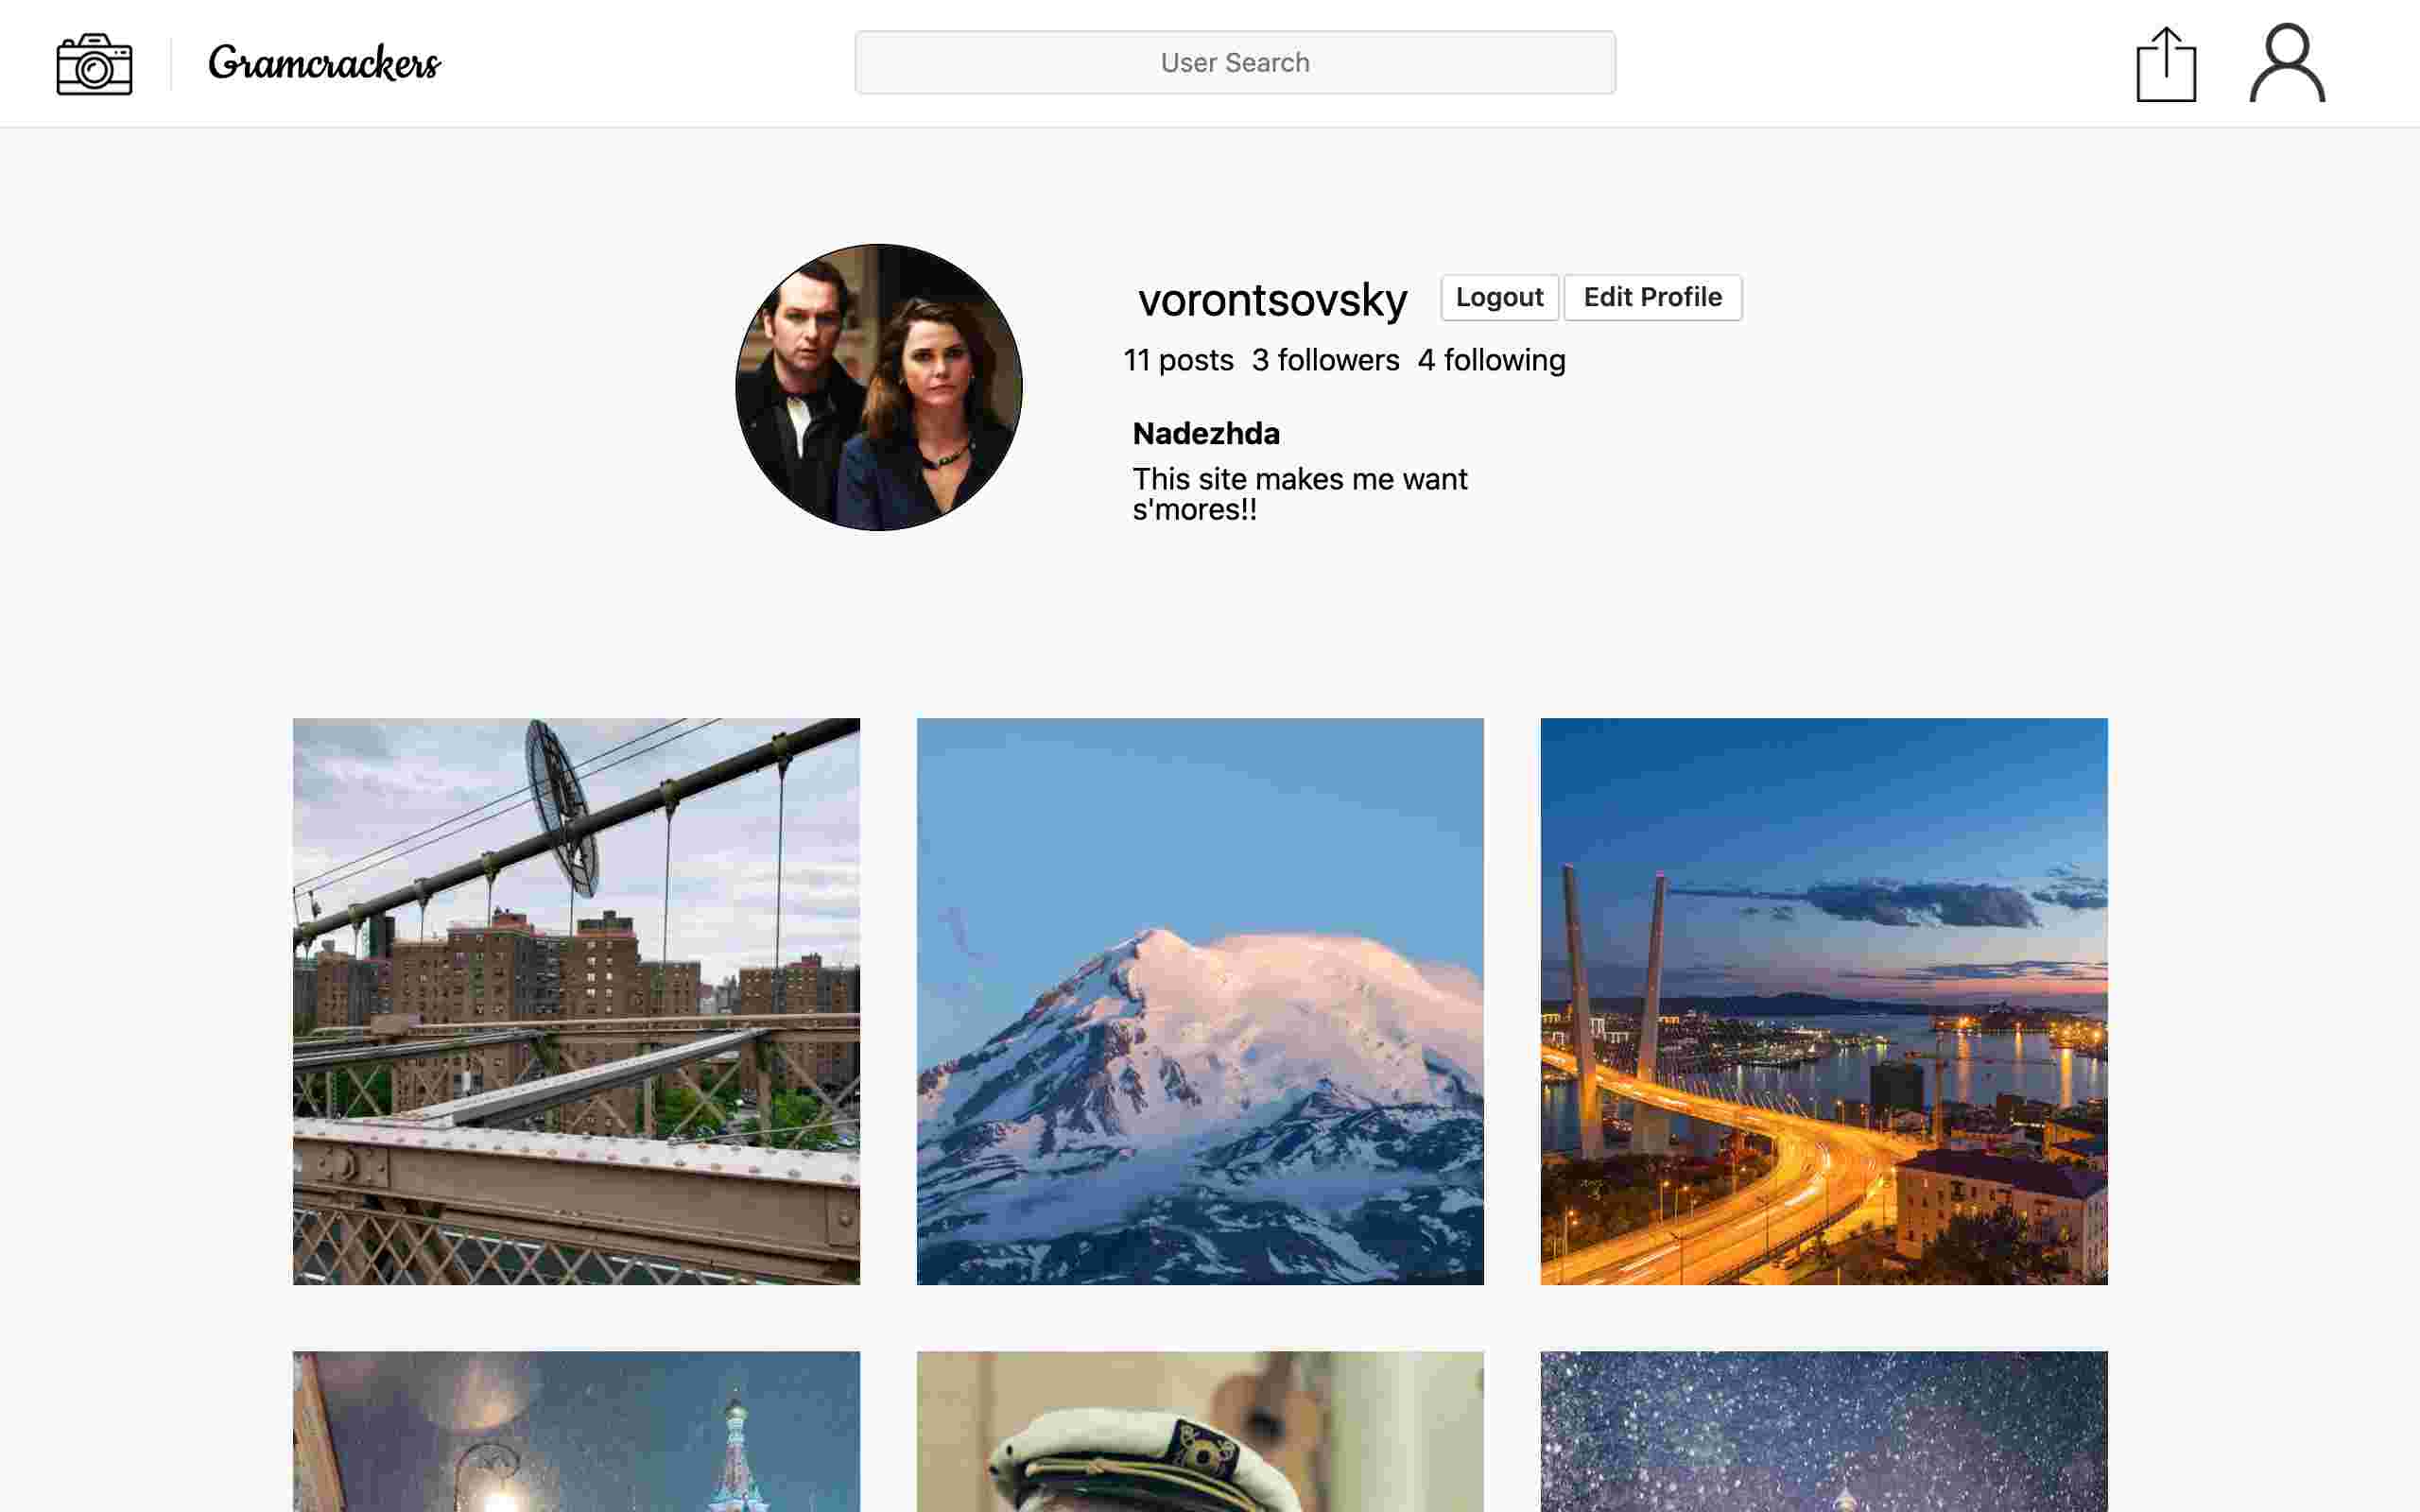 Gramcrackers
User Search
vorontsovsky
Logout
Edit Profile
11 posts 3 followers 4 following
Nadezhda
This site makes me want
s'mores!!